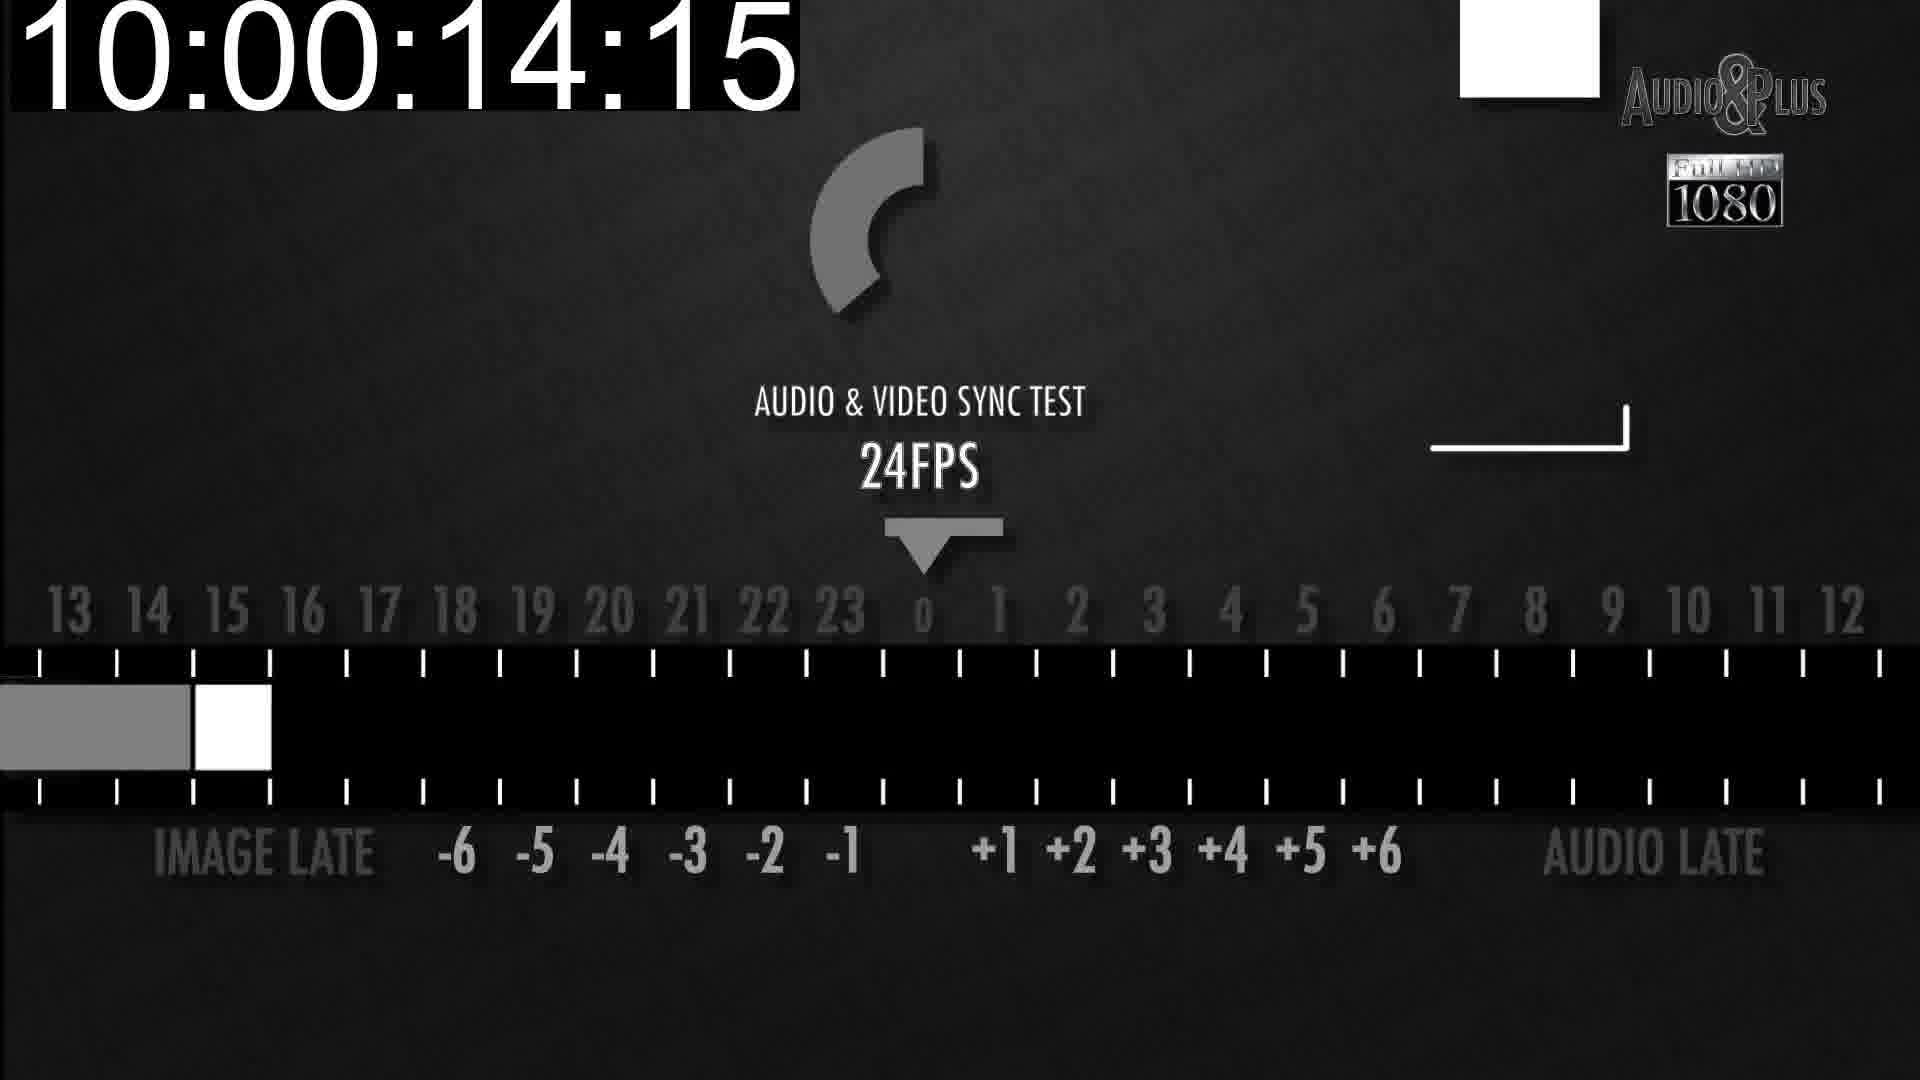 10:00:14:15
AUDIO & PLUS
Full HD
1080
AUDIO & VIDEO SYNC TEST
24FPS
13 14 15 16 17 18 19 20 21 22 23 0 1 2 3 4 5 6 7 8 9 10 11 12
IMAGE LATE -6 -5 -4 -3 -2 -1 +1 +2 +3 +4 +5 +6 AUDIO LATE